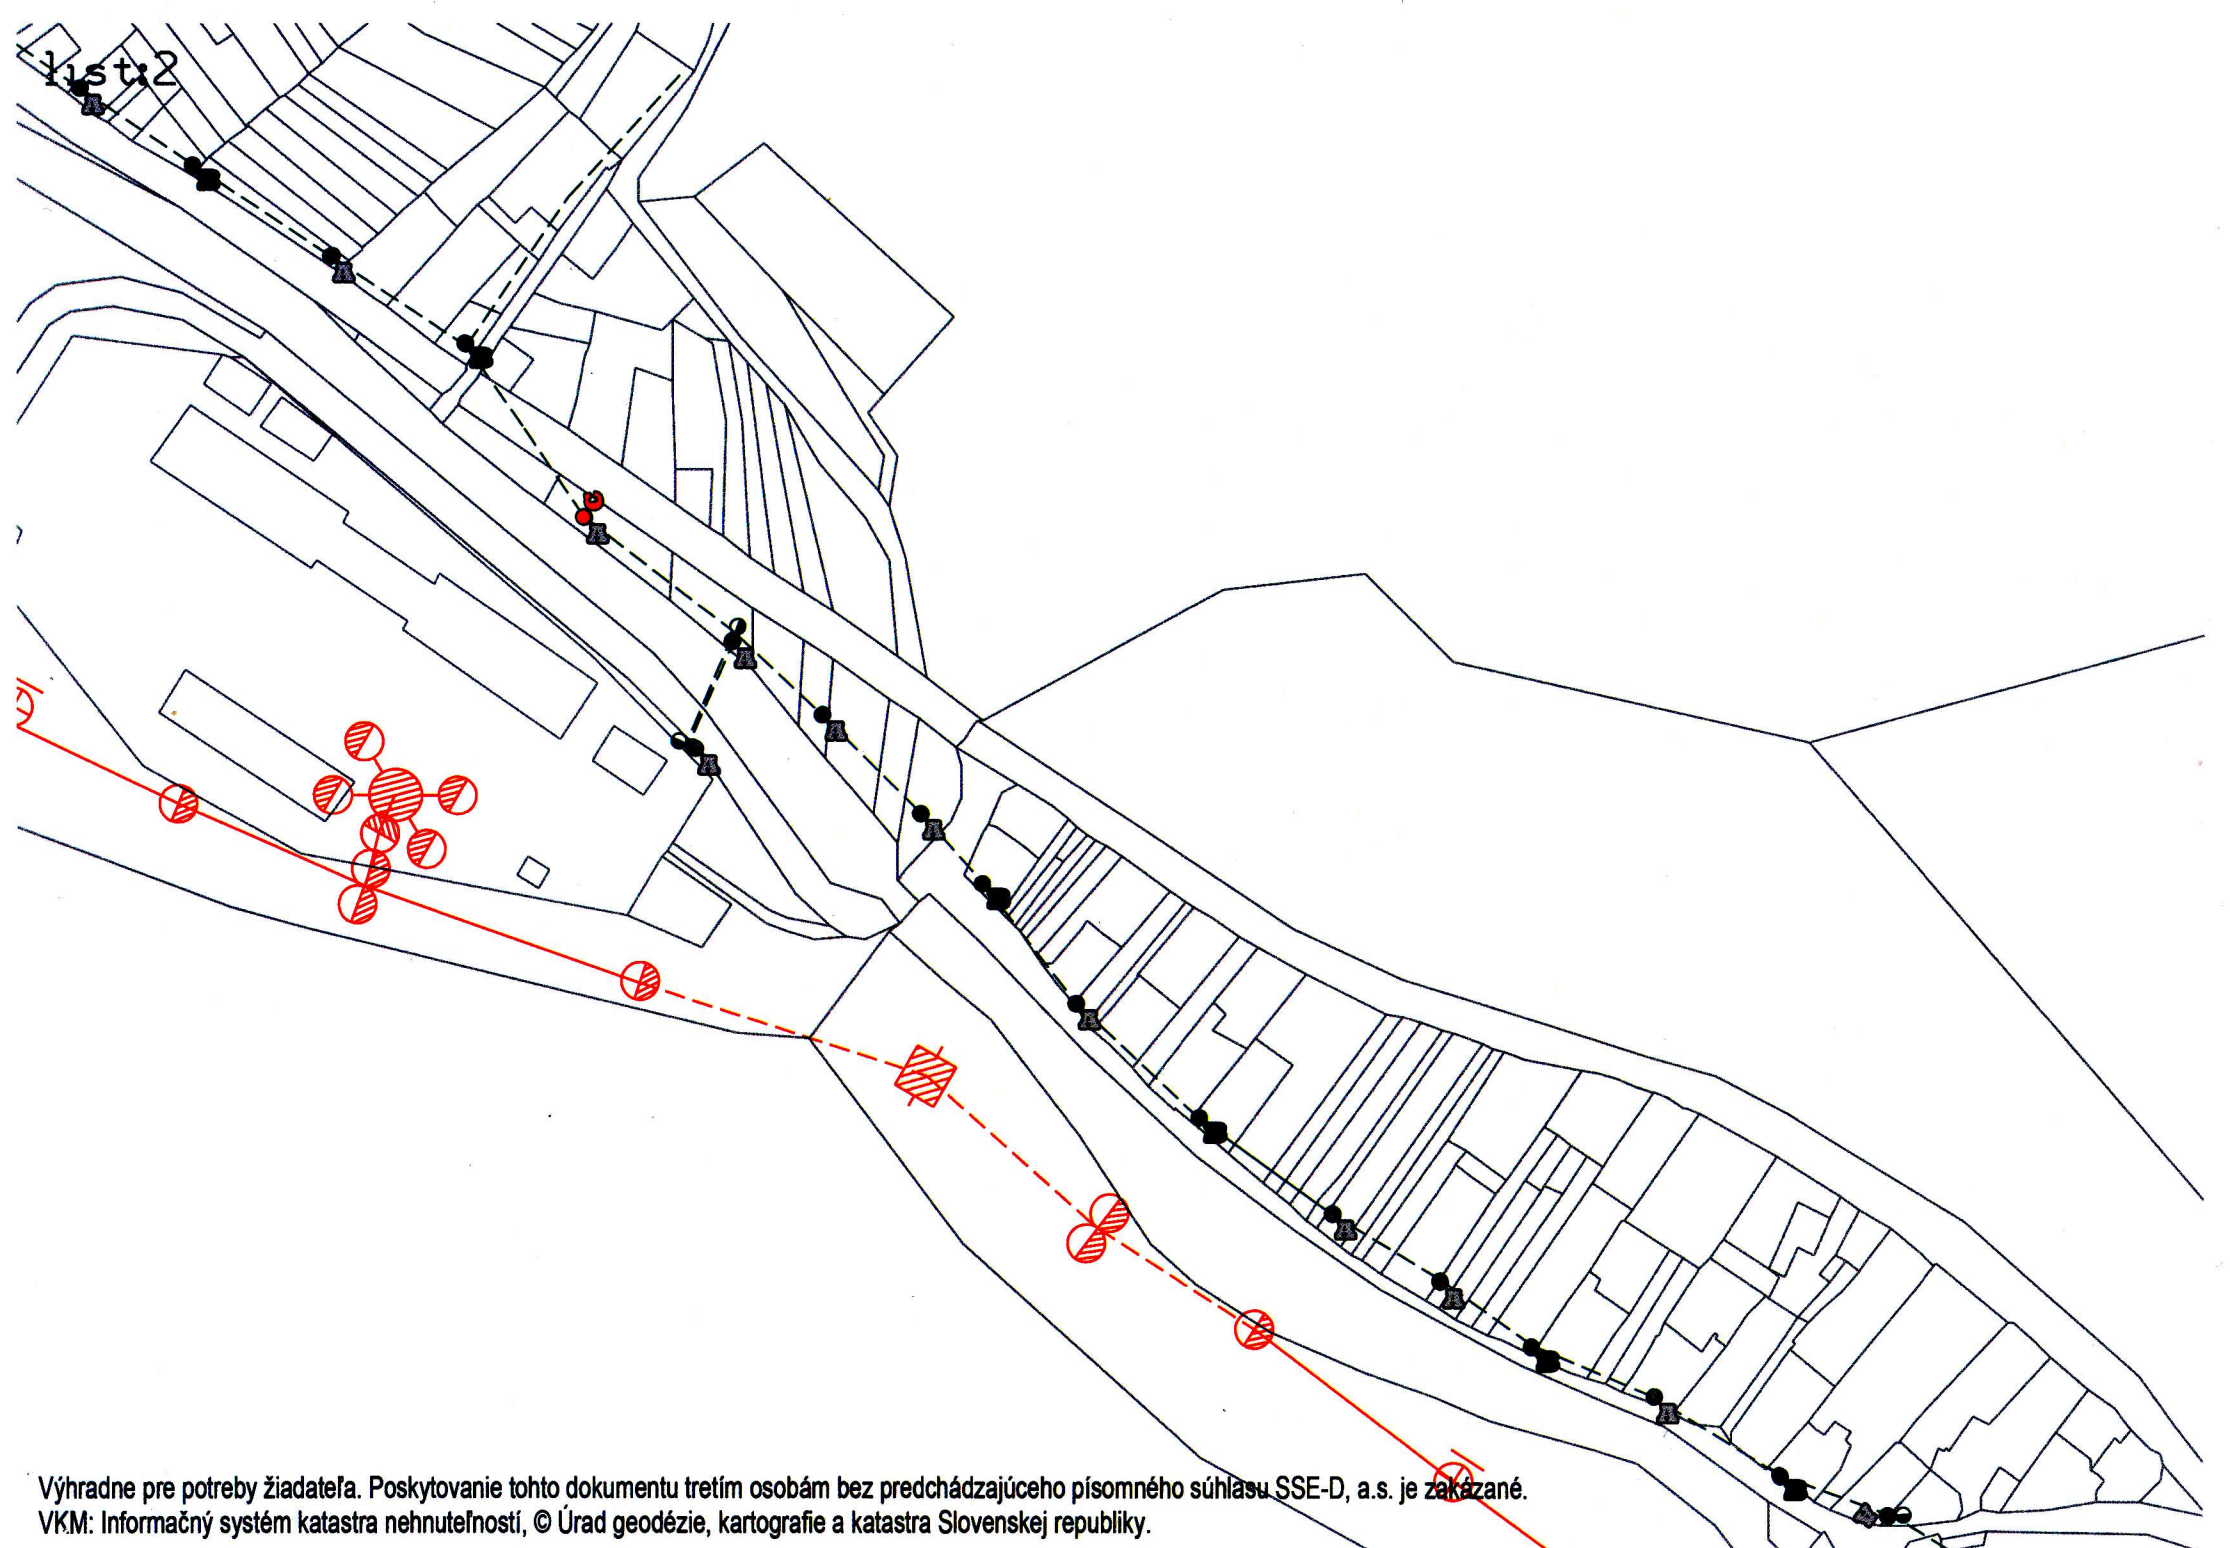 list:2
Výhradne pre potreby žiadateľa. Poskytovanie tohto dokumentu tretím osobám bez predchádzajúceho písomného súhlasu SSE-D, a.s. je zakázané.
VKM: Informačný systém katastra nehnuteľností, © Úrad geodézie, kartografie a katastra Slovenskej republiky.